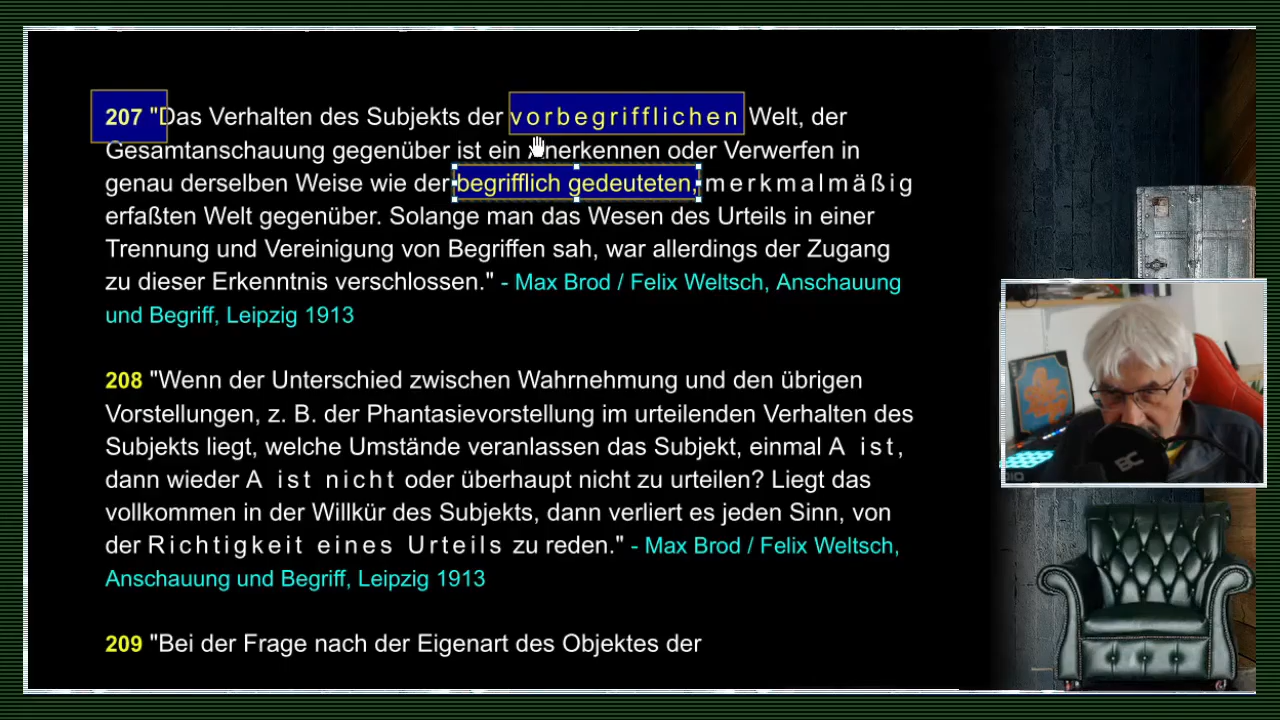 207 "Das Verhalten des Subjekts der vorbegrifflichen Welt, der
Gesamtanschauung gegenüber ist ein Anerkennen oder Verwerfen in
genau derselben Weise wie der begrifflich gedeuteten, merkmalmäßig
erfaßten Welt gegenüber. Solange man das Wesen des Urteils in einer
Trennung und Vereinigung von Begriffen sah, war allerdings der Zugang
zu dieser Erkenntnis verschlossen." - Max Brod / Felix Weltsch, Anschauung
und Begriff, Leipzig 1913
208 "Wenn der Unterschied zwischen Wahrnehmung und den übrigen
Vorstellungen, z. B. der Phantasievorstellung im urteilenden Verhalten des
Subjekts liegt, welche Umstände veranlassen das Subjekt, einmal A ist,
dann wieder A ist nicht oder überhaupt nicht zu urteilen? Liegt das
vollkommen in der Willkür des Subjekts, dann verliert es jeden Sinn, von
der Richtigkeit eines Urteils zu reden." - Max Brod / Felix Weltsch,
Anschauung und Begriff, Leipzig 1913
209 "Bei der Frage nach der Eigenart des Objektes der